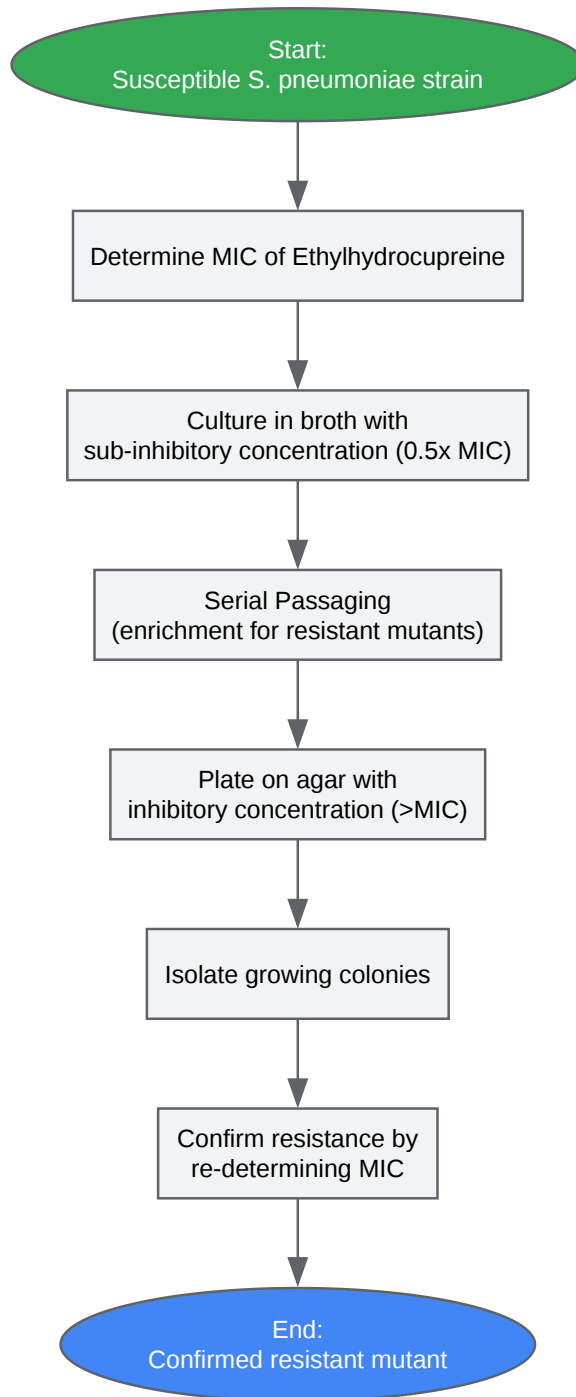 Start:
Susceptible S. pneumoniae strain
Determine MIC of Ethylhydrocupreine
Culture in broth with
sub-inhibitory concentration (0.5x MIC)
Serial Passaging
(enrichment for resistant mutants)
Plate on agar with
inhibitory concentration (>MIC)
Isolate growing colonies
Confirm resistance by
re-determining MIC
End:
Confirmed resistant mutant